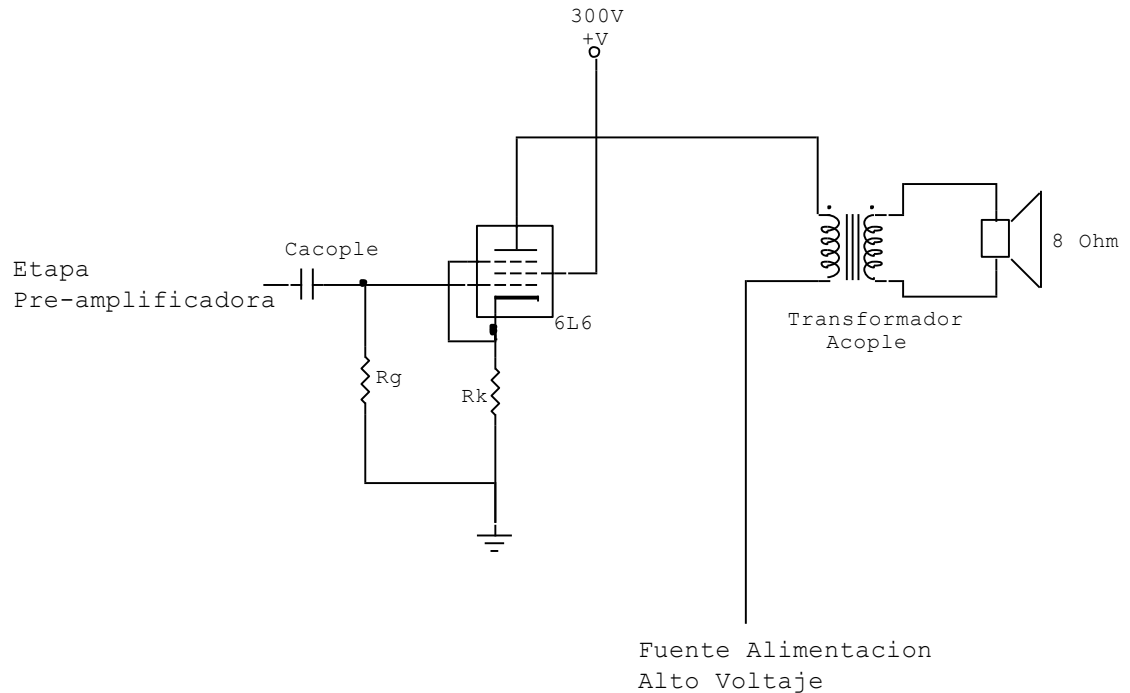 300V
+V
Cacople
Etapa
Pre-amplificadora
6L6
8 Ohm
Transformador
Acople
Rg
Rk
Fuente Alimentacion
Alto Voltaje